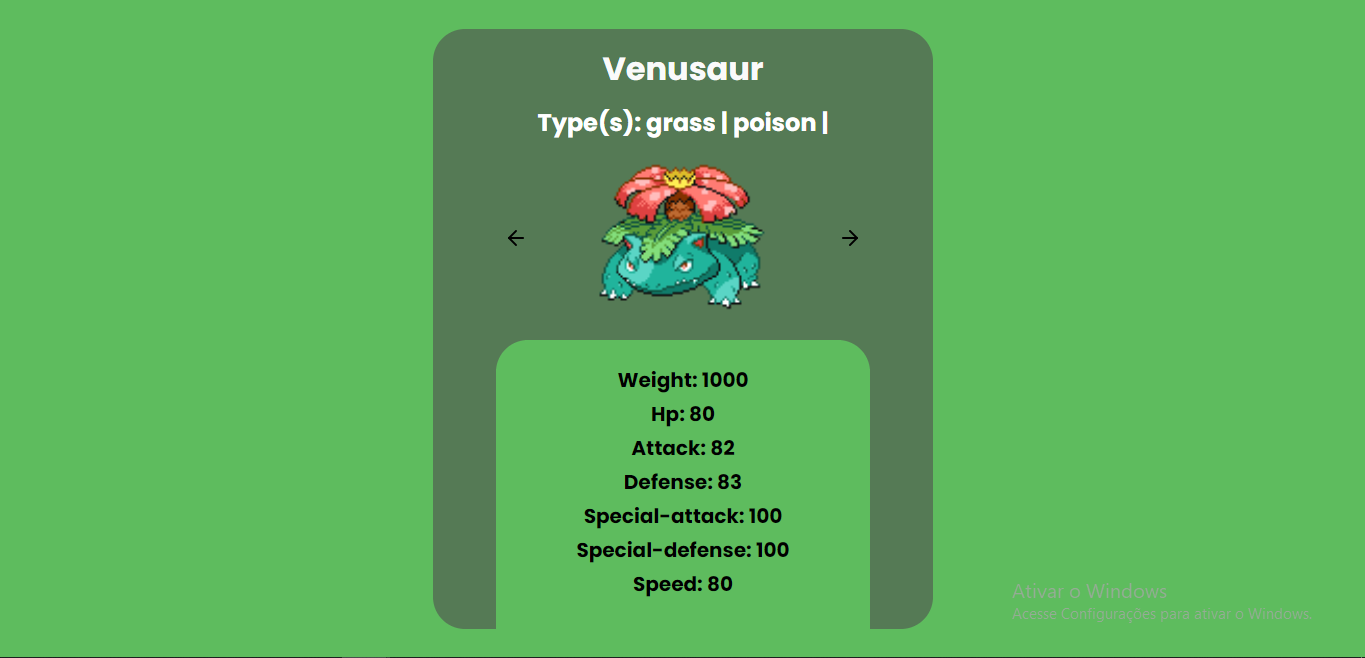 Venusaur
Type(s): grass | poison |
Weight: 1000
Hp: 80
Attack: 82
Defense: 83
Special-attack: 100
Special-defense: 100
Speed: 80
Ativar o Windows
Acesse Configurações para ativar o Windows.